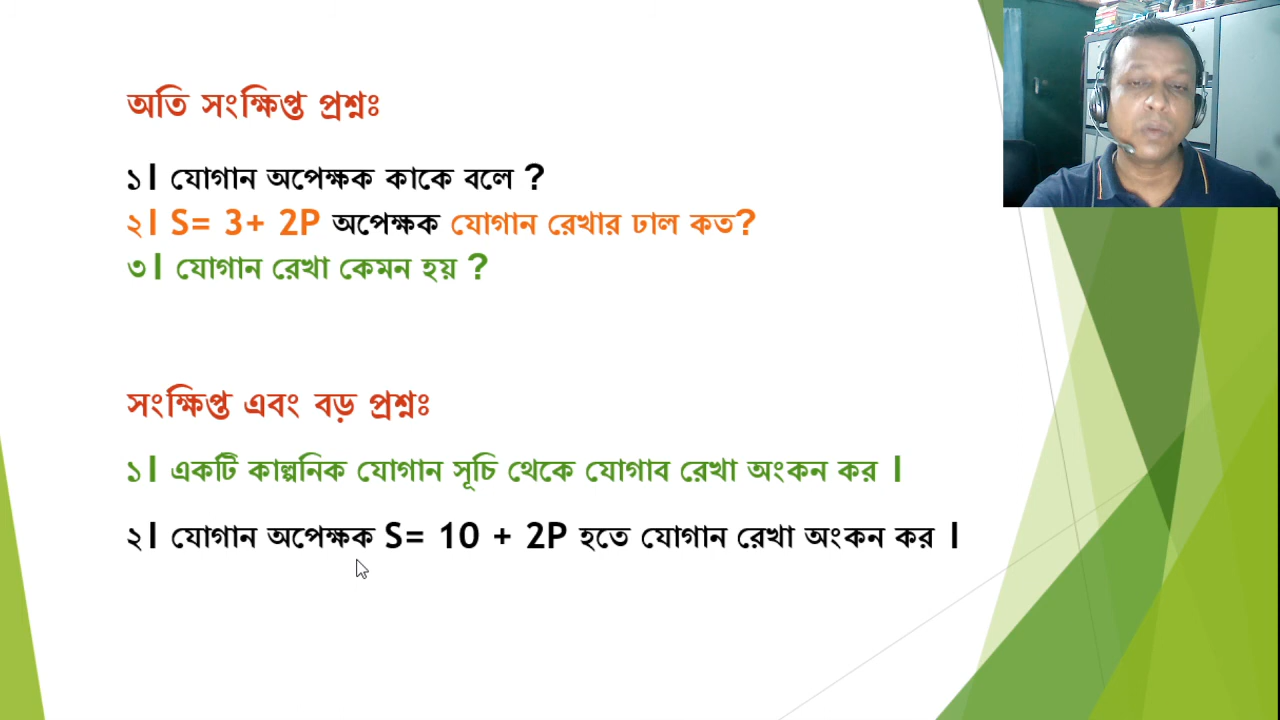 অতি সংক্ষিপ্ত প্রশ্নঃ
১। যোগান অপেক্ষক কাকে বলে ?
২। S= 3+ 2P অপেক্ষক যোগান রেখার ঢাল কত?
৩। যোগান রেখা কেমন হয় ?
সংক্ষিপ্ত এবং বড় প্রশ্নঃ
১। একটি কাল্পনিক যোগান সূচি থেকে যোগাব রেখা অংকন কর ।
২। যোগান অপেক্ষক S= 10 + 2P হতে যোগান রেখা অংকন কর ।